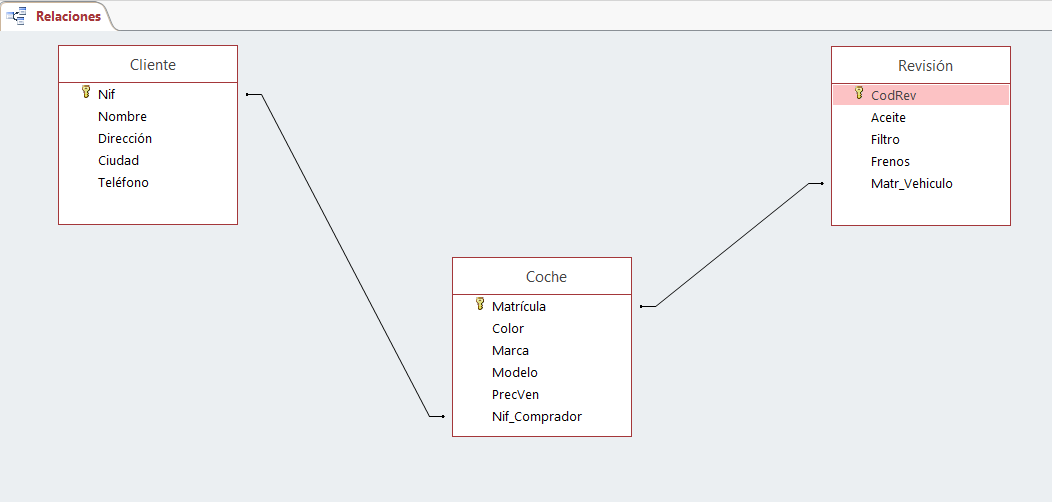 Relaciones
Cliente
Nif
Nombre
Dirección
Ciudad
Teléfono
Revisión
CodRev
Aceite
Filtro
Frenos
Matr_Vehiculo
Coche
Matrícula
Color
Marca
Modelo
PrecVen
Nif_Comprador